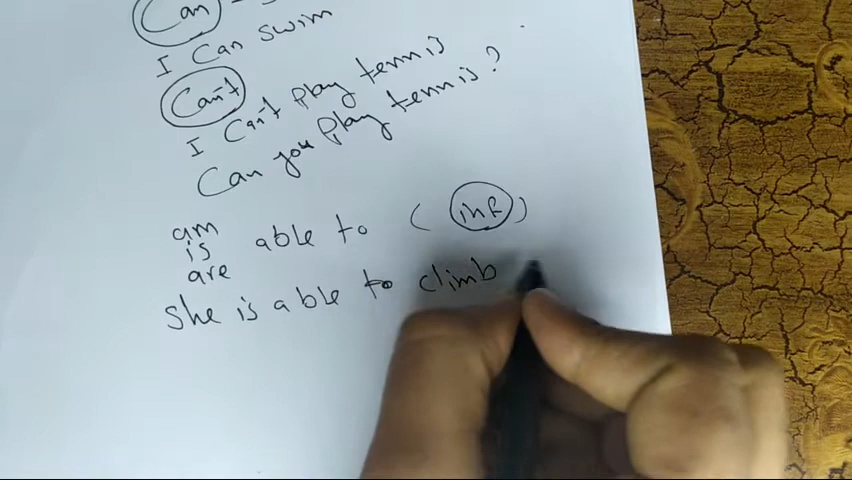 Can
I can swim
Can't
I Can't Play tennis
Can you Play tennis?
am
is able to (inf)
are
She is able to climb